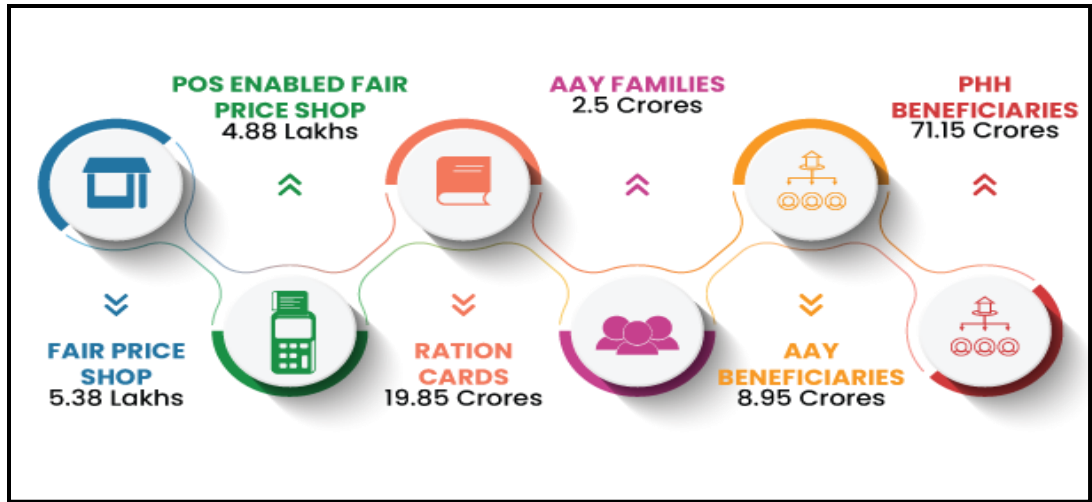 POS ENABLED FAIR
PRICE SHOP
4.88 Lakhs
AAY FAMILIES
2.5 Crores
PHH
BENEFICIARIES
71.15 Crores
FAIR PRICE
SHOP
5.38 Lakhs
RATION
CARDS
19.85 Crores
AAY
BENEFICIARIES
8.95 Crores